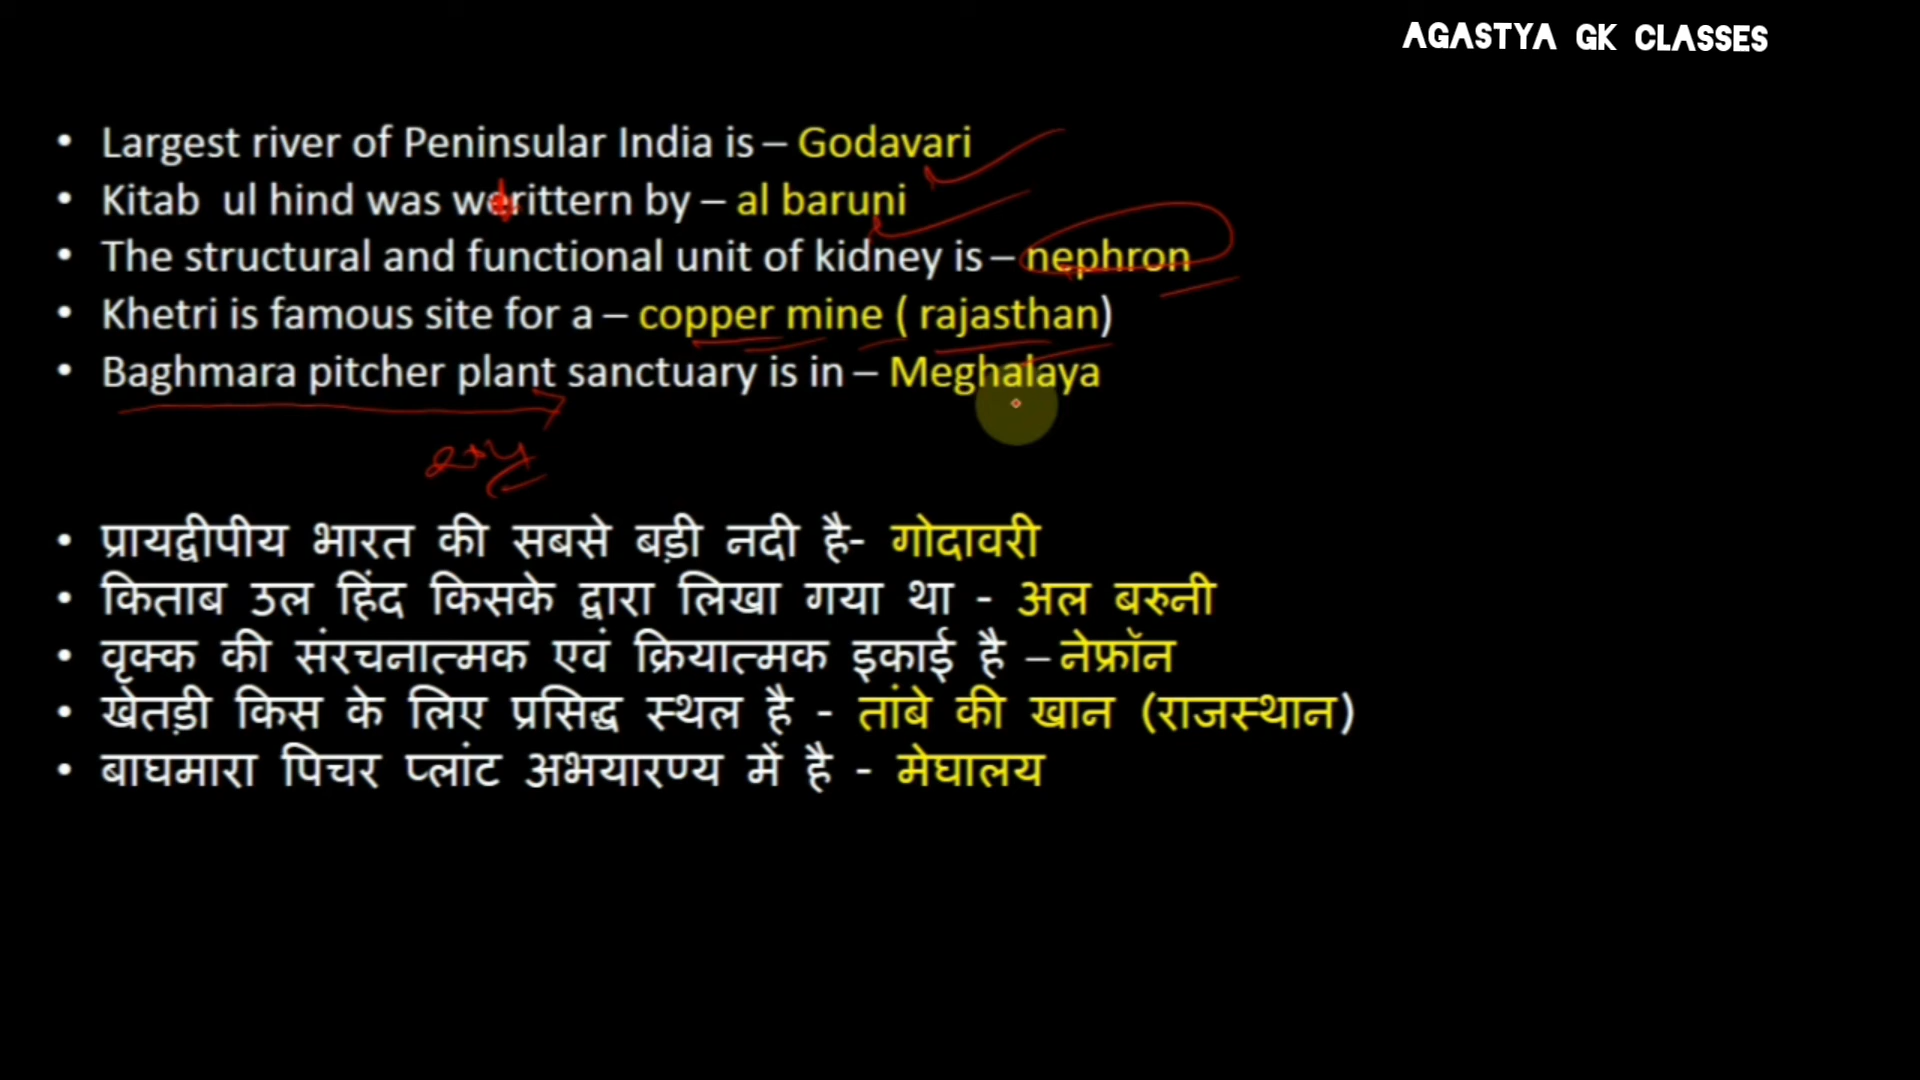 AGASTYA GK CLASSES
• Largest river of Peninsular India is – Godavari
• Kitab ul hind was werittern by – al baruni
• The structural and functional unit of kidney is – nephron
• Khetri is famous site for a – copper mine ( rajasthan)
• Baghmara pitcher plant sanctuary is in – Meghalaya
• प्रायद्वीपीय भारत की सबसे बड़ी नदी है- गोदावरी
• किताब उल हिंद किसके द्वारा लिखा गया था - अल बरुनी
• वृक्क की संरचनात्मक एवं क्रियात्मक इकाई है – नेफ्रॉन
• खेतड़ी किस के लिए प्रसिद्ध स्थल है - तांबे की खान (राजस्थान)
• बाघमारा पिचर प्लांट अभयारण्य में है - मेघालय